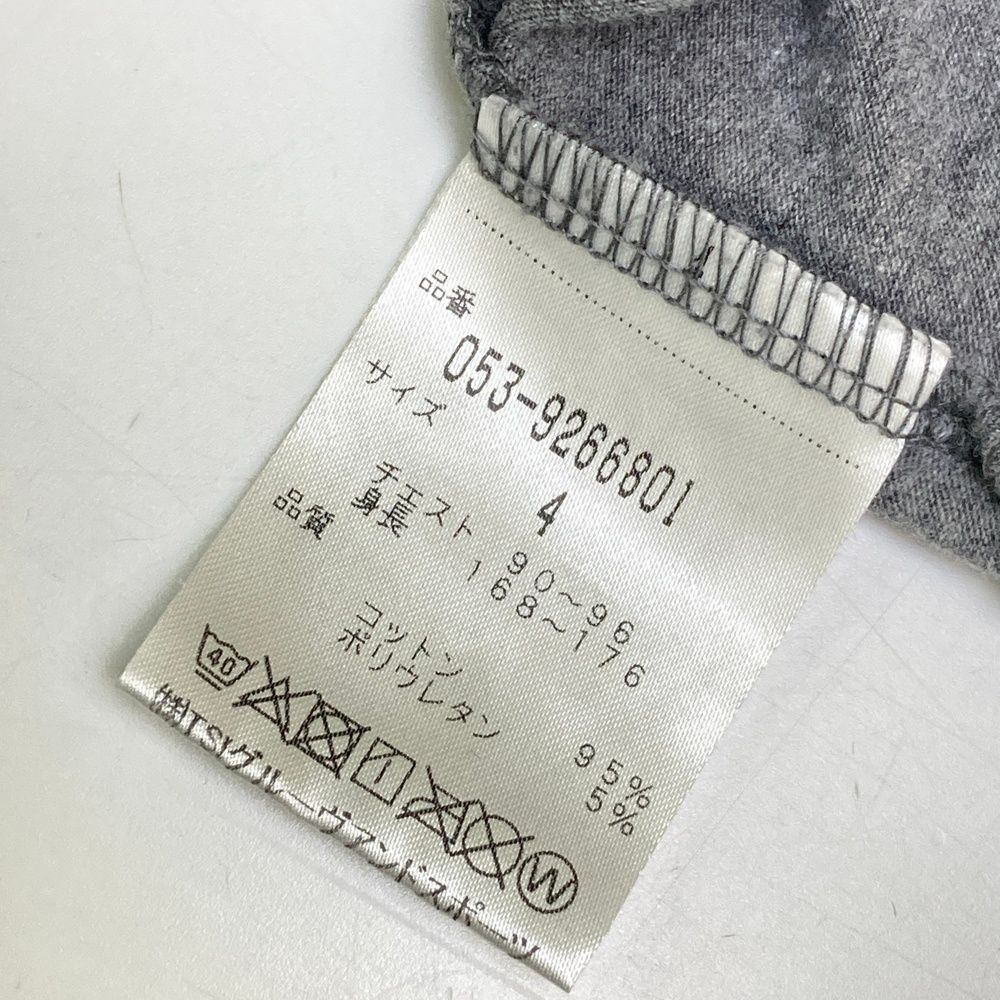 品番
053-9266801
サイズ
4
チェスト 90～96
身長 168～176
品質
コットン 95%
ポリウレタン 5%
40
W
㈱TSIグルーヴアンドスポーツ